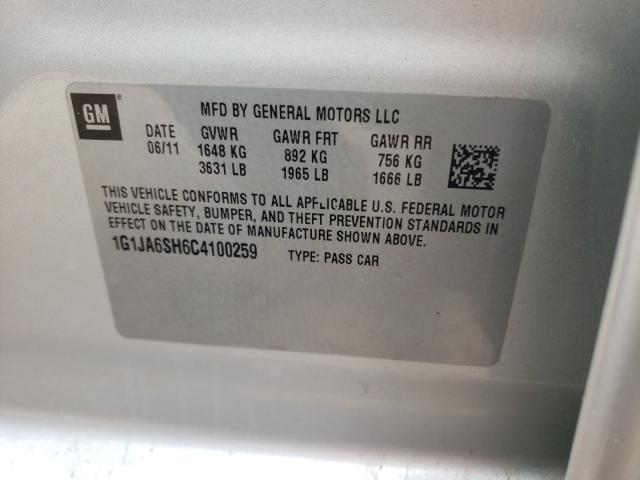 GM
MFD BY GENERAL MOTORS LLC
DATE GVWR GAWR FRT GAWR RR
06/11 1648 KG 892 KG 756 KG
3631 LB 1965 LB 1666 LB
THIS VEHICLE CONFORMS TO ALL APPLICABLE U.S. FEDERAL MOTOR
VEHICLE SAFETY, BUMPER, AND THEFT PREVENTION STANDARDS IN
EFFECT ON THE DATE OF MANUFACTURE SHOWN ABOVE.
1G1JA6SH6C4100259 TYPE: PASS CAR